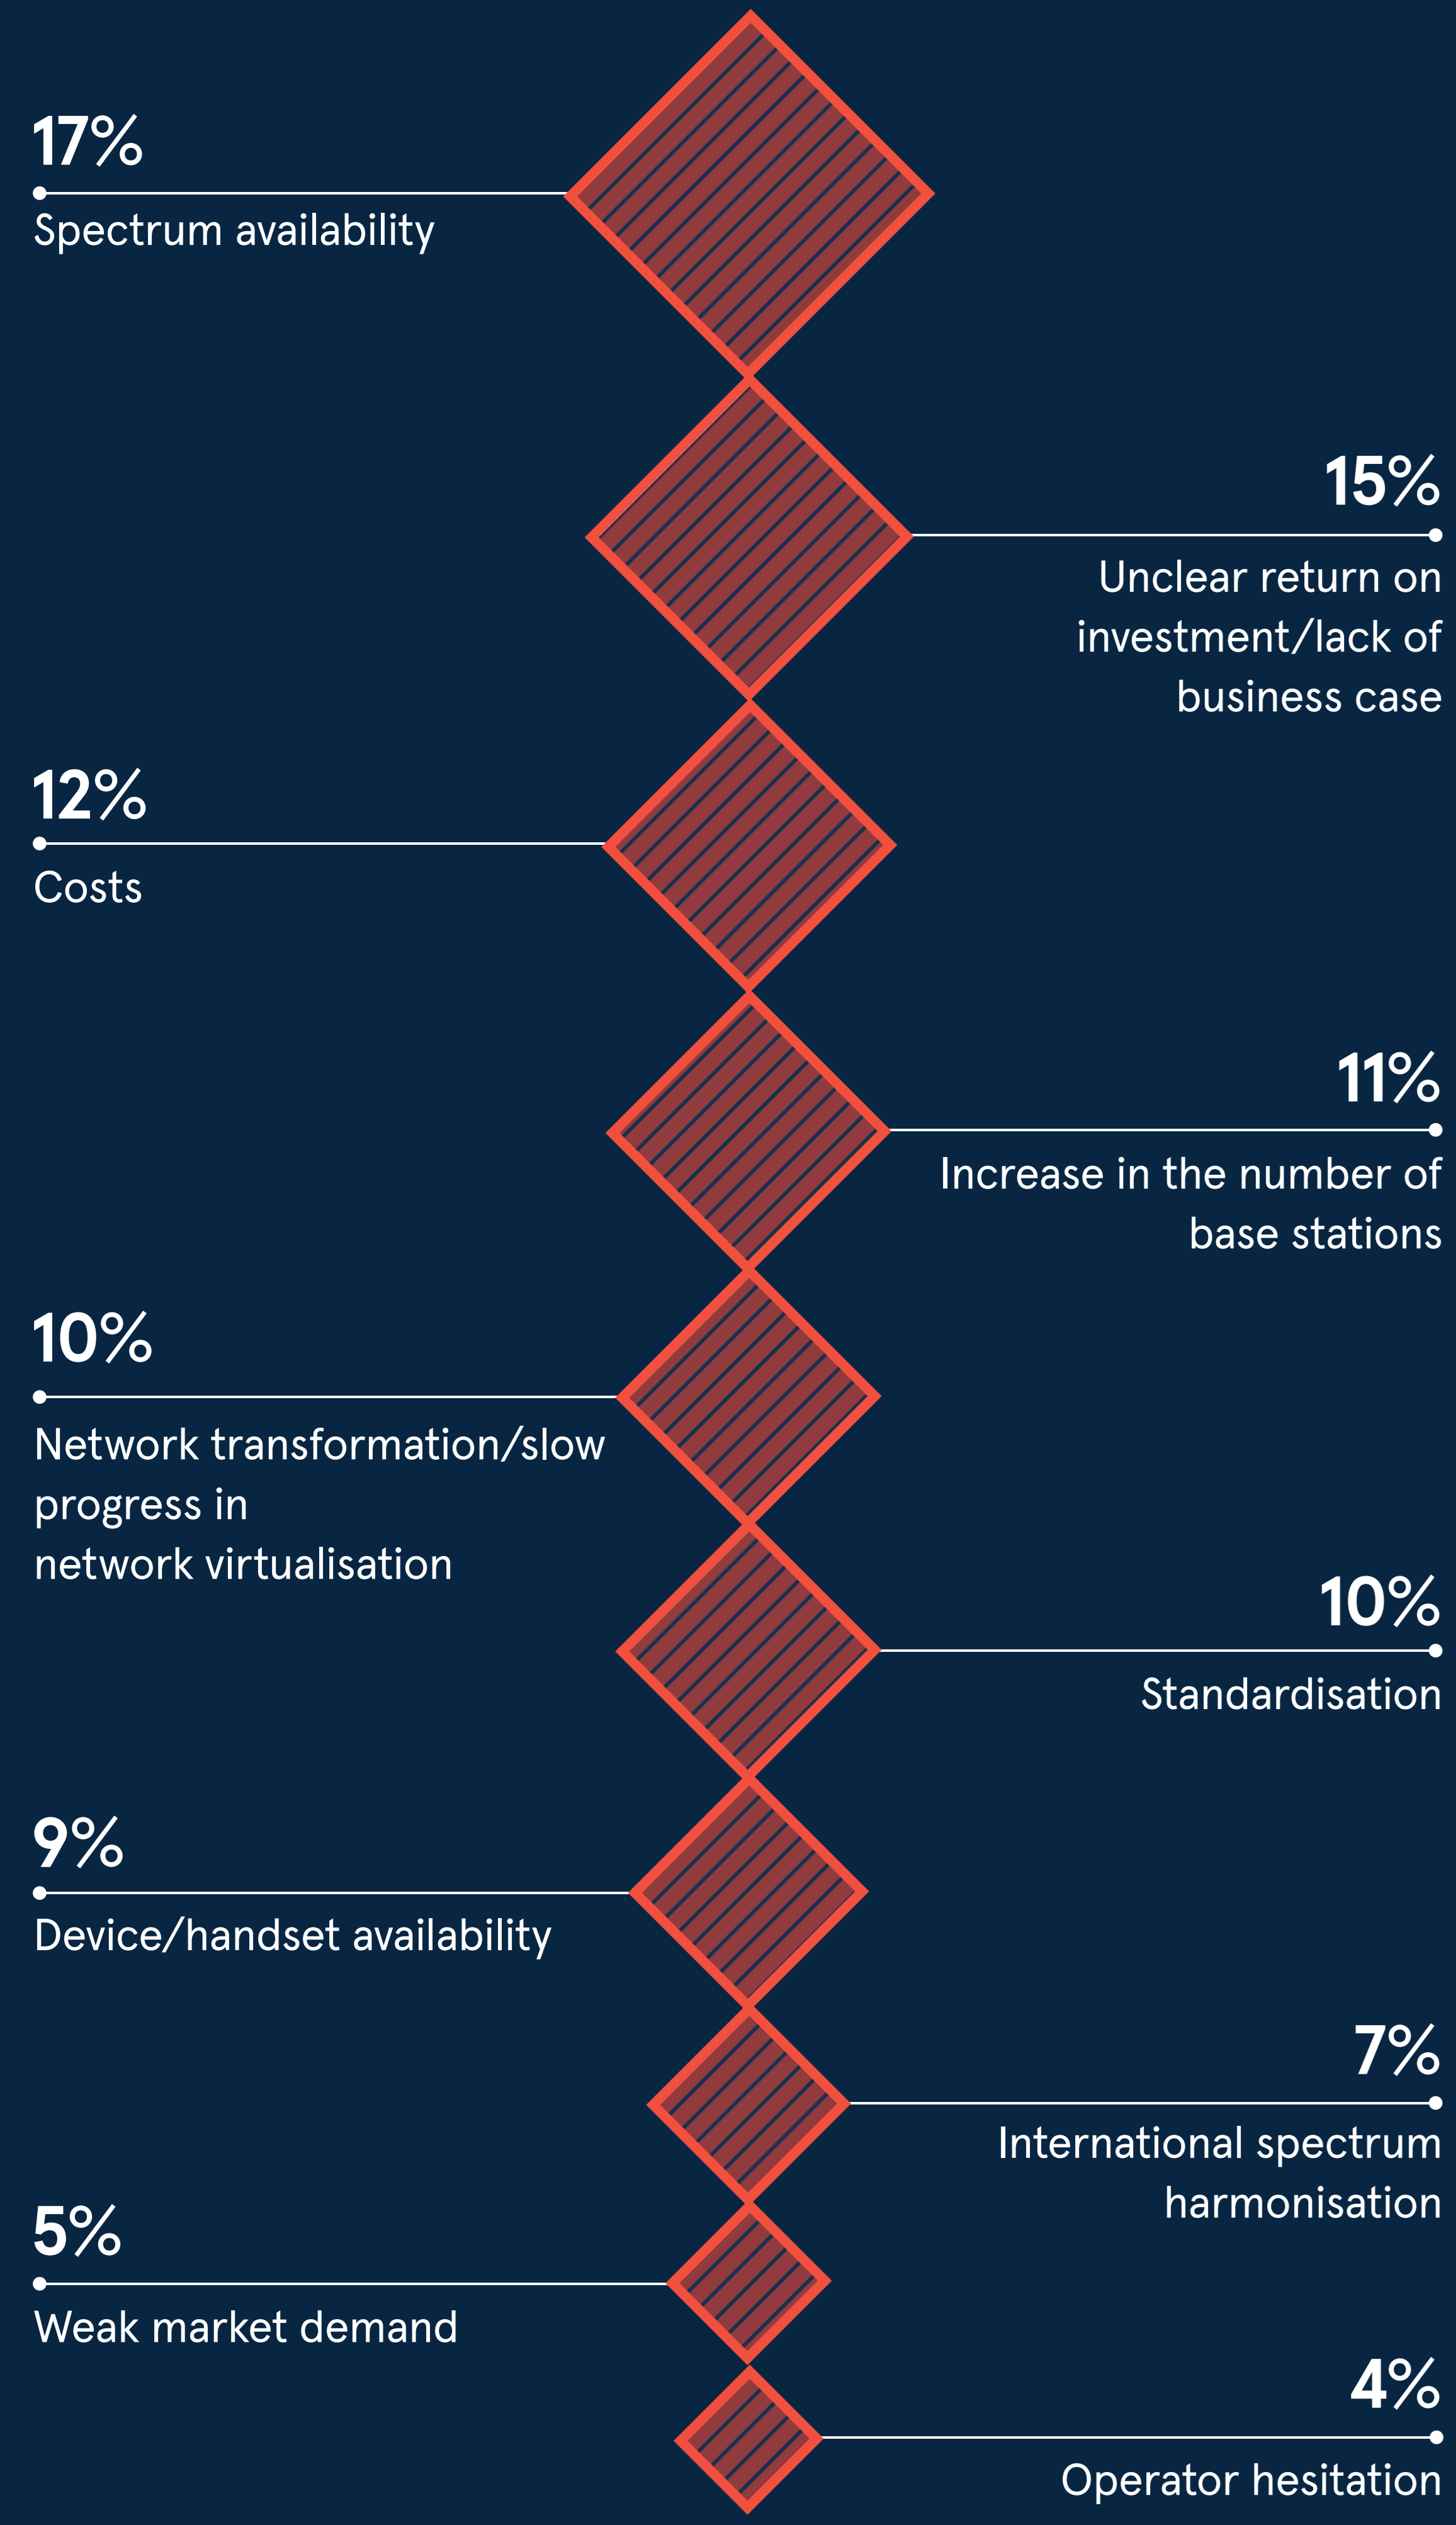 17%
Spectrum availability
15%
Unclear return on
investment/lack of
business case
12%
Costs
11%
Increase in the number of
base stations
10%
Network transformation/slow
progress in
network virtualisation
10%
Standardisation
9%
Device/handset availability
7%
International spectrum
harmonisation
5%
Weak market demand
4%
Operator hesitation